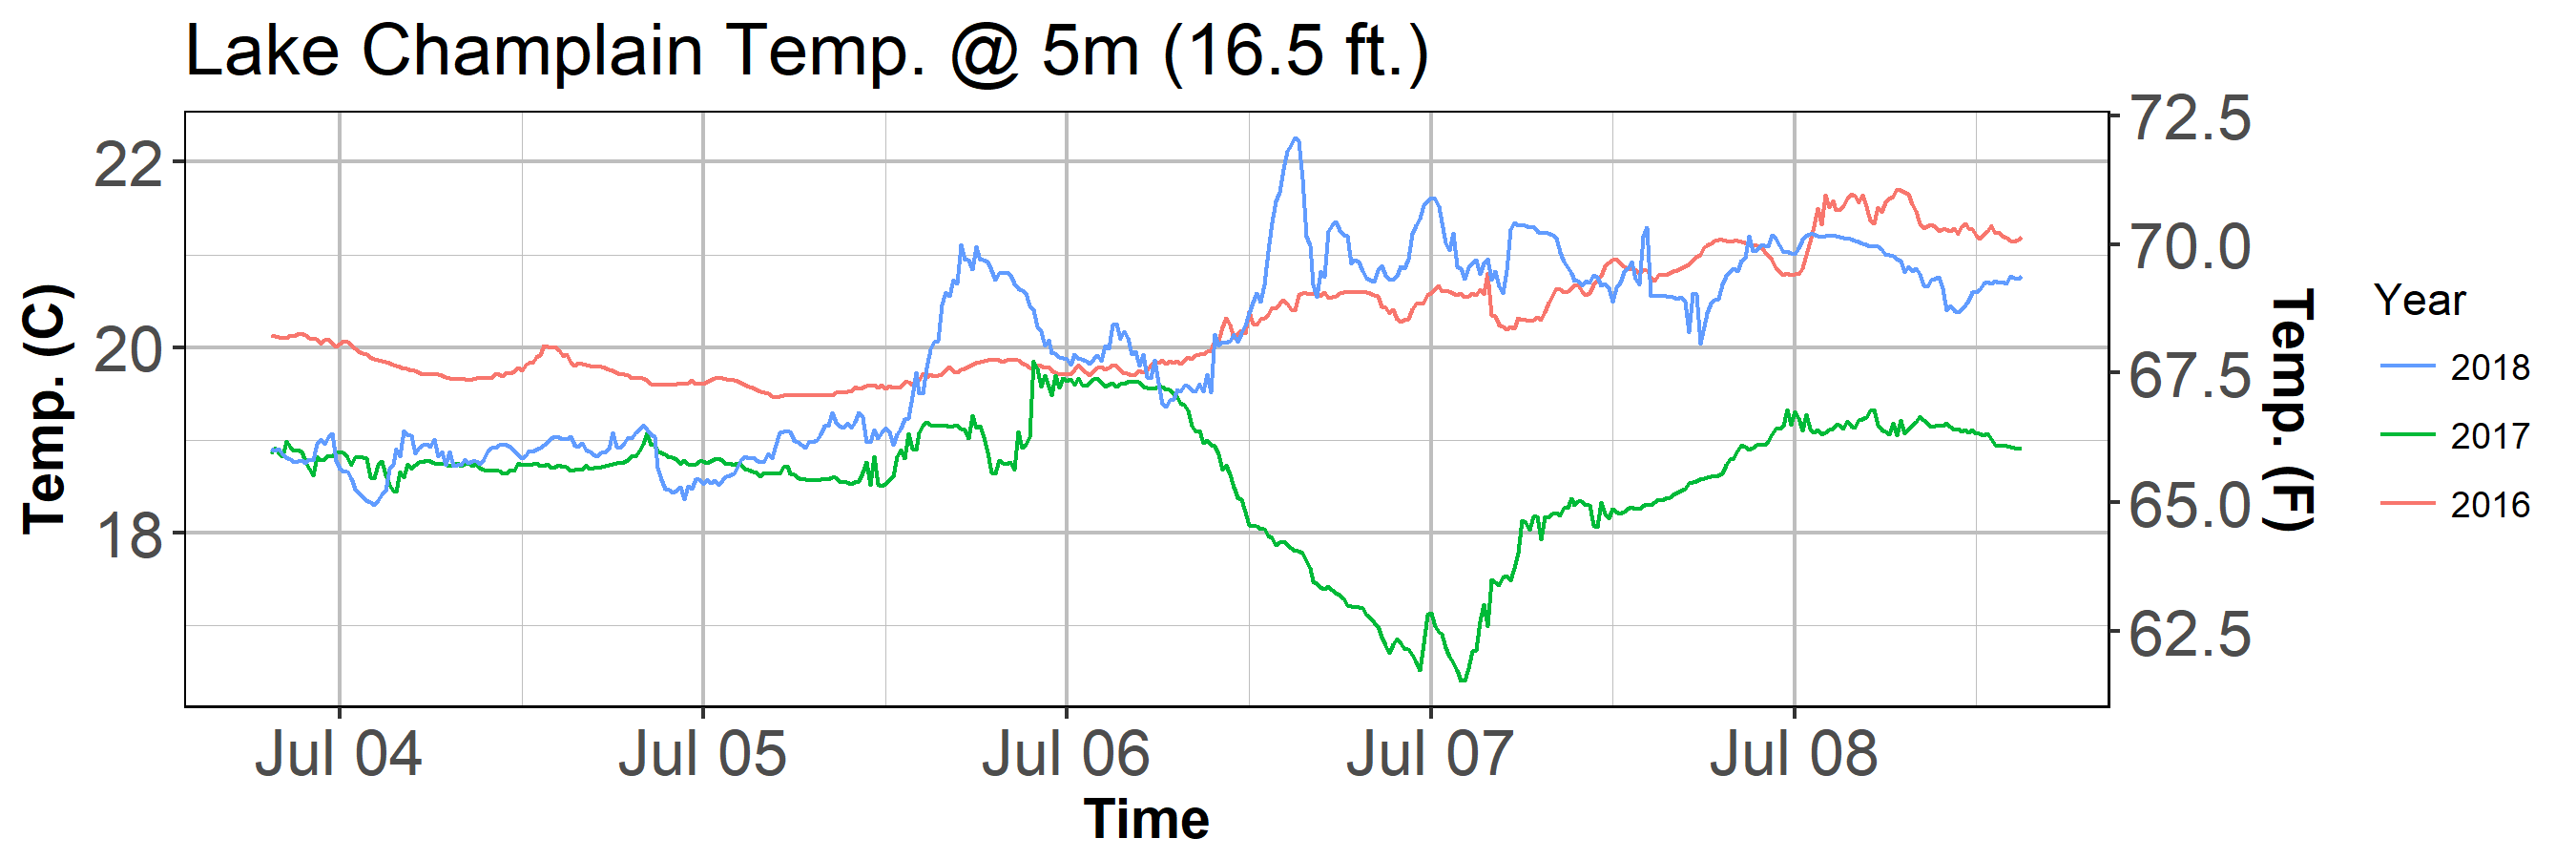 Lake Champlain Temp. @ 5m (16.5 ft.)
Temp. (C)
22
20
18
72.5
70.0
67.5
65.0
62.5
Temp. (F)
Jul 04 Jul 05 Jul 06 Jul 07 Jul 08
Time
Year
2018
2017
2016